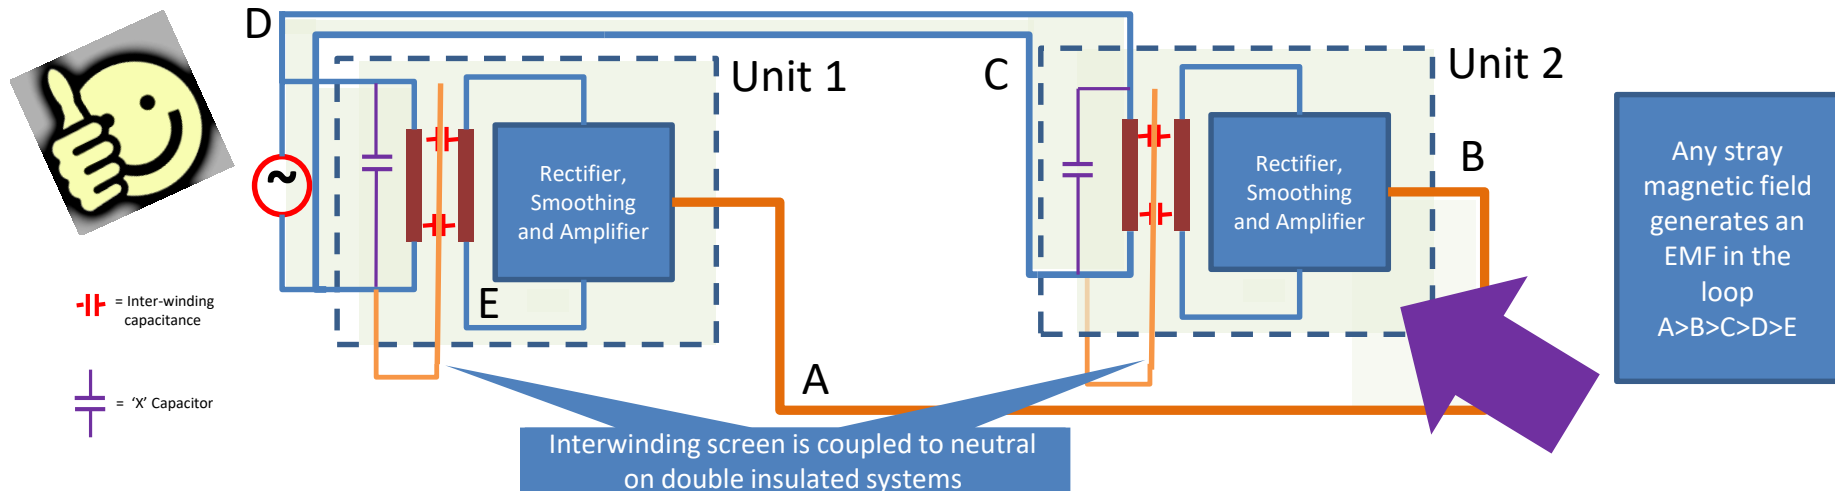 D
Unit 1
C
Unit 2
~
Rectifier,
Smoothing
and Amplifier
Rectifier,
Smoothing
and Amplifier
B
Any stray
magnetic field
generates an
EMF in the
loop
A>B>C>D>E
E
= Inter-winding
capacitance
A
= 'X' Capacitor
Interwinding screen is coupled to neutral
on double insulated systems